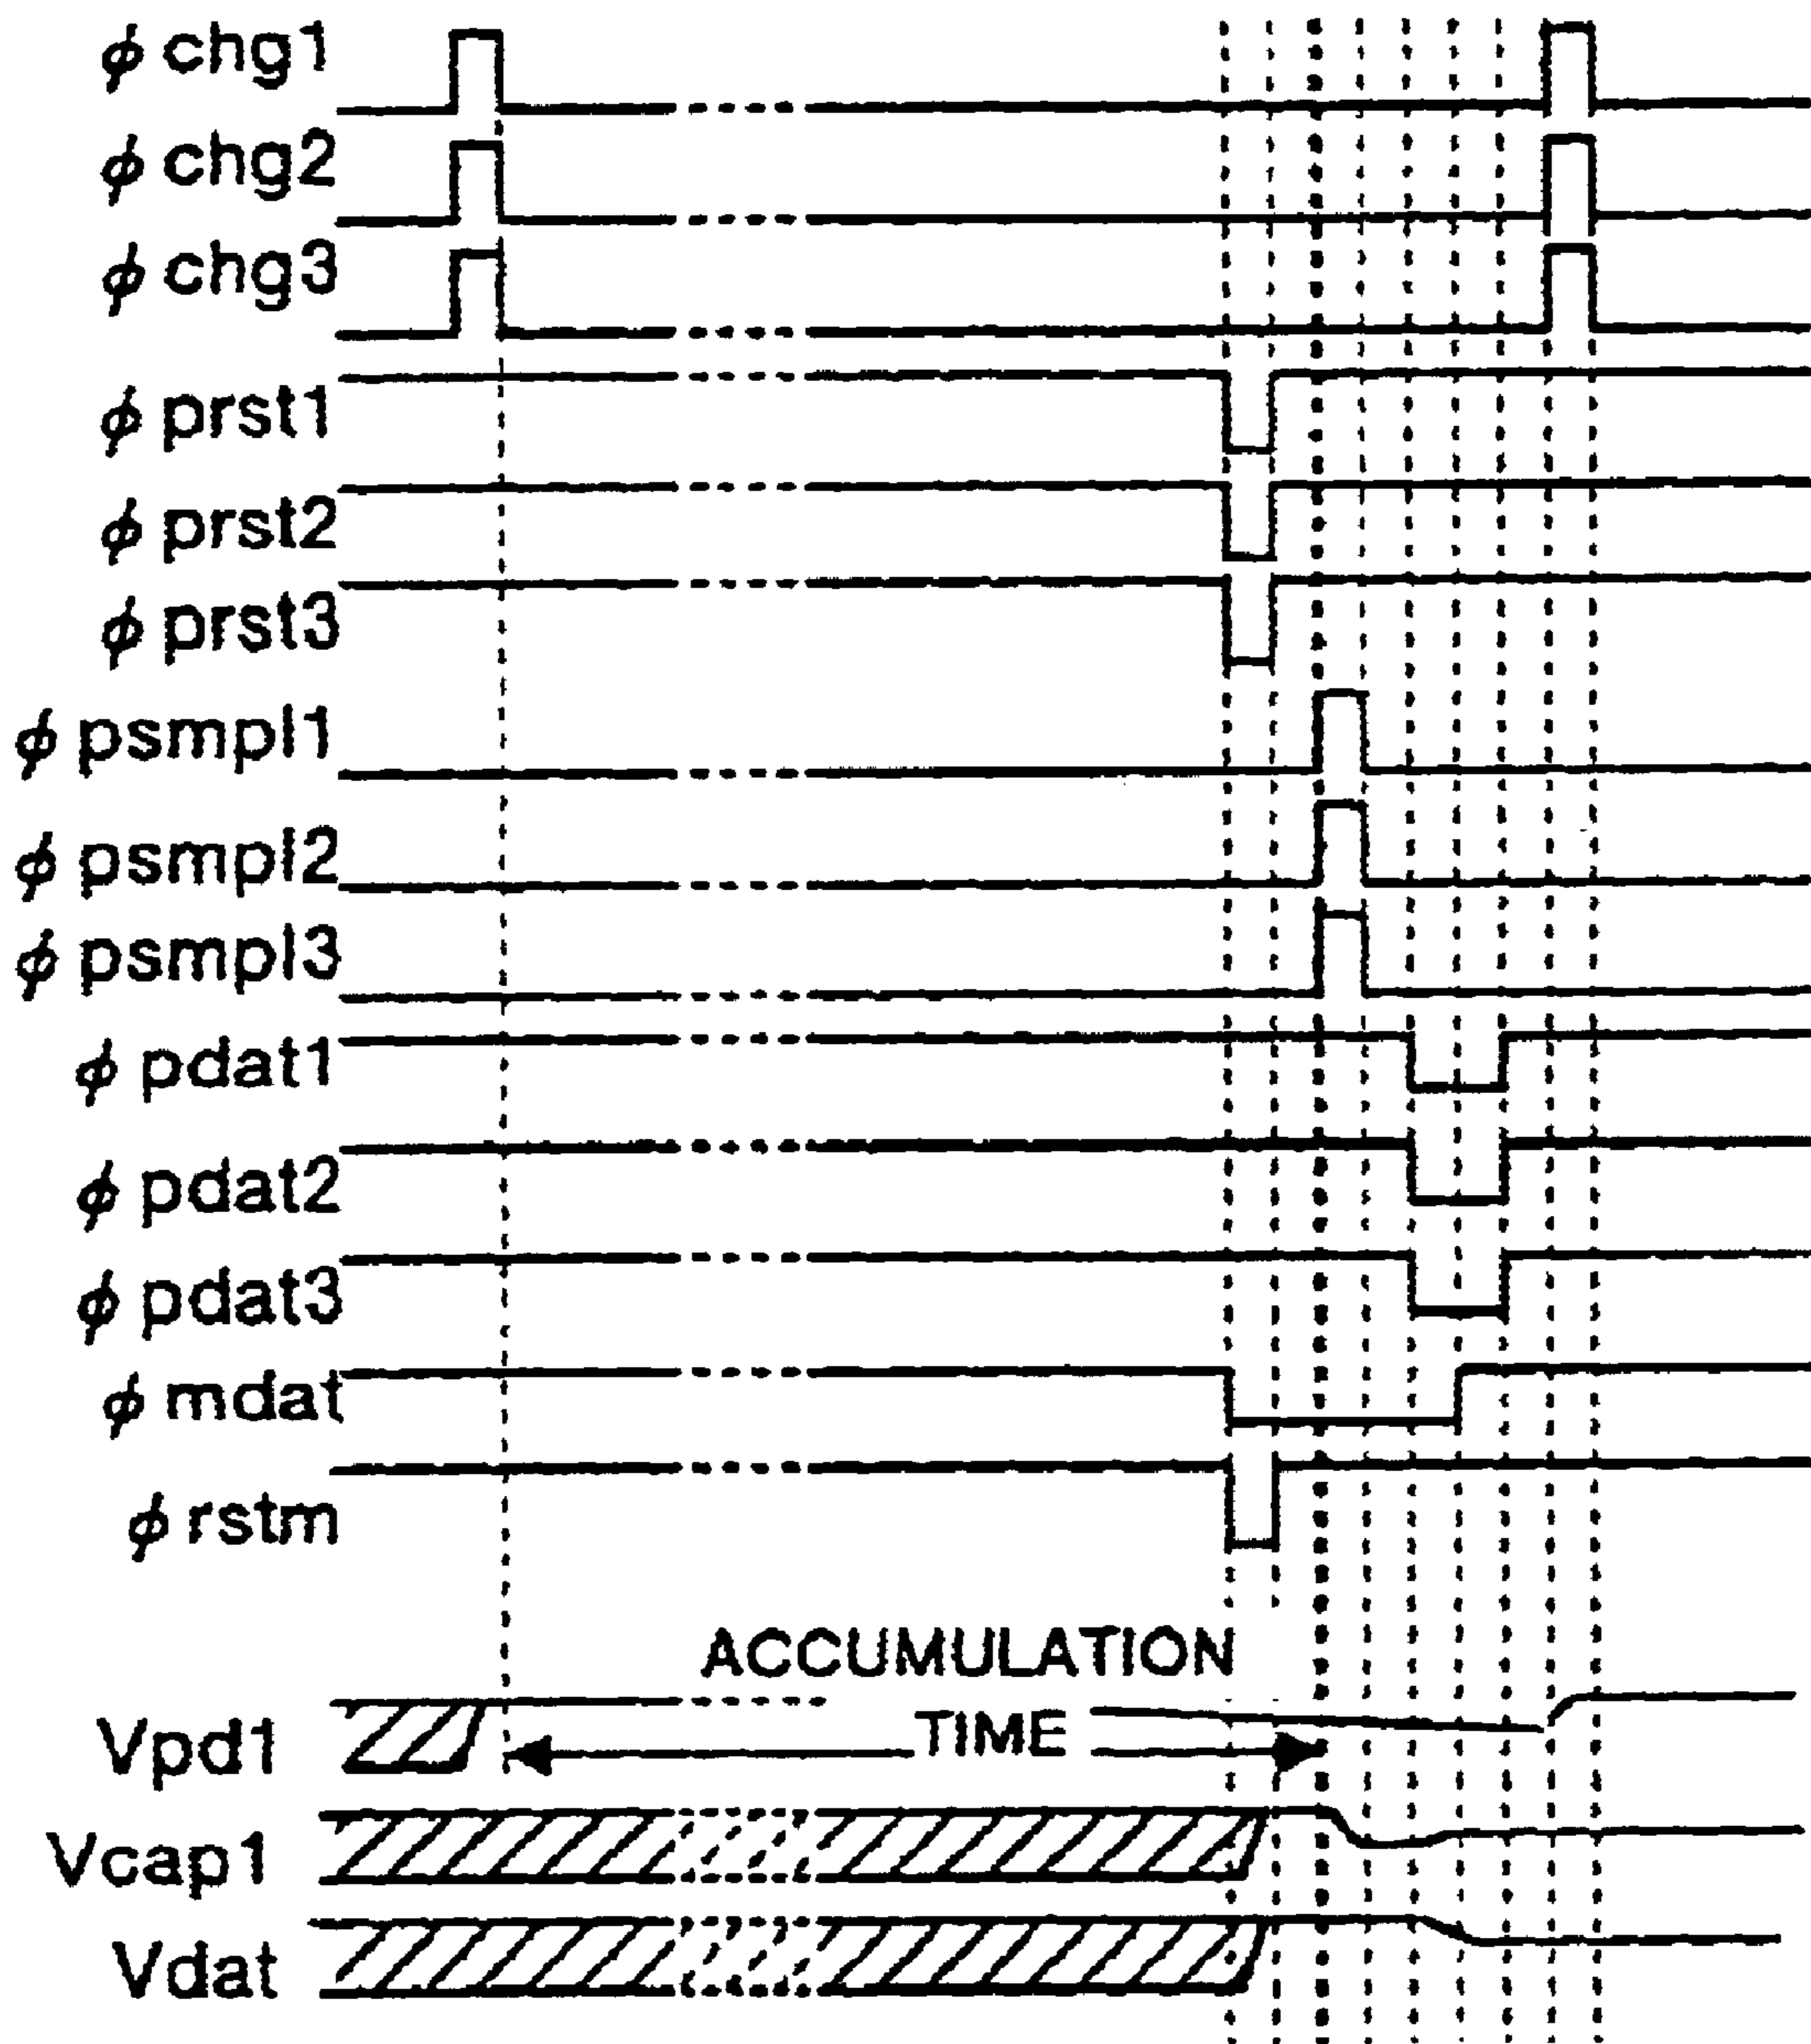 ϕ chg1
ϕ chg2
ϕ chg3
ϕ prst1
ϕ prst2
ϕ prst3
ϕ psmpl1
ϕ psmpl2
ϕ psmpl3
ϕ pdat1
ϕ pdat2
ϕ pdat3
ϕ mdat
ϕ rstm
ACCUMULATION
TIME
Vpd1
Vcap1
Vdat